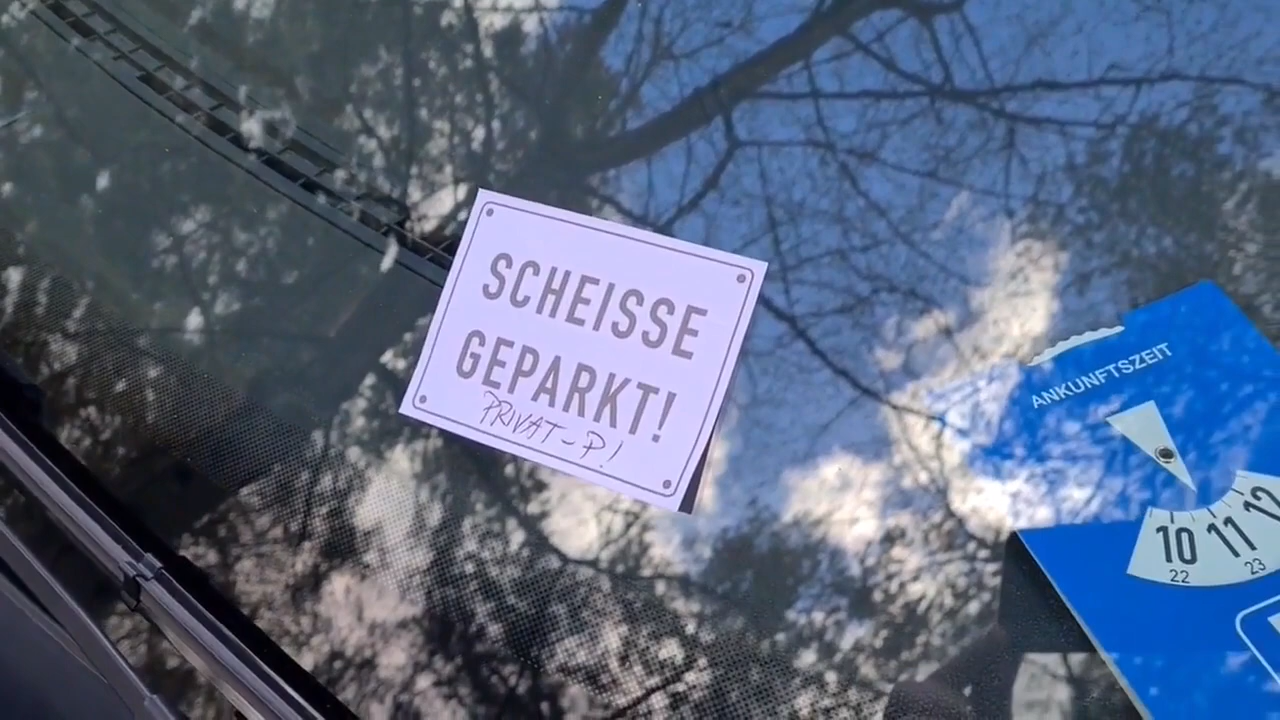 SCHEISSE
GEPARKT!
PRIVAT-P!
ANKUNFTSZEIT
10 11 12
22 23